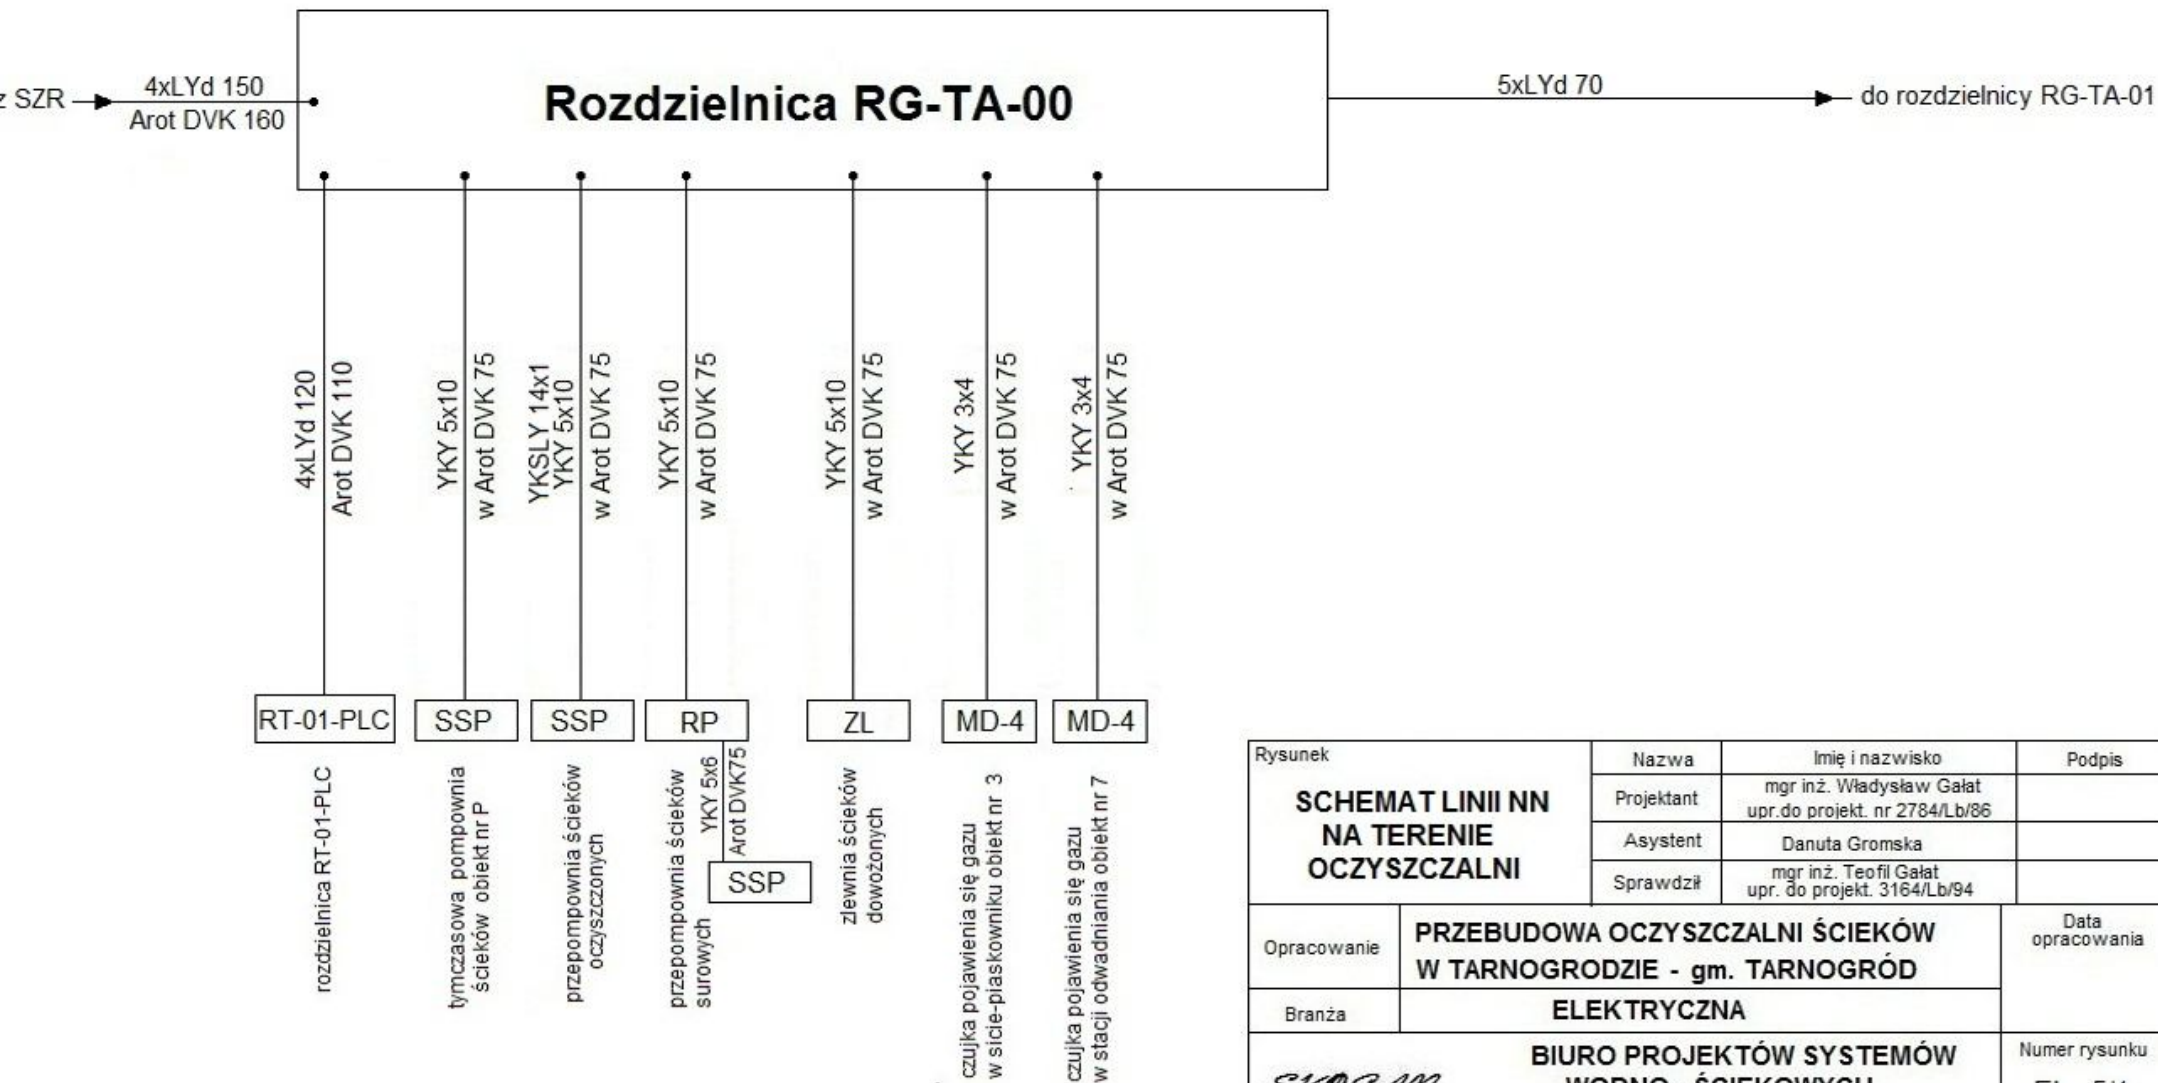 z SZR
4xLYd 150
Arot DVK 160
Rozdzielnica RG-TA-00
5xLYd 70
do rozdzielnicy RG-TA-01
4xLYd 120
Arot DVK 110
YKY 5x10
w Arot DVK 75
YKSLY 14x1
YKY 5x10
w Arot DVK 75
YKY 5x10
w Arot DVK 75
YKY 5x10
w Arot DVK 75
YKY 3x4
w Arot DVK 75
YKY 3x4
w Arot DVK 75
RT-01-PLC
SSP
SSP
RP
ZL
MD-4
MD-4
rozdzielnica RT-01-PLC
tymczasowa pompownia
ścieków obiekt nr P
przepompownia ścieków
oczyszczonych
przepompownia ścieków
surowych
YKY 5x6
Arot DVK75
SSP
zlewnia ścieków
dowożonych
czujka pojawienia się gazu
w sicie-piaskowniku obiekt nr 3
czujka pojawienia się gazu
w stacji odwadniania obiekt nr 7
Rysunek
SCHEMAT LINII NN
NA TERENIE
OCZYSZCZALNI
Nazwa
Imię i nazwisko
Podpis
Projektant
mgr inż. Władysław Gałat
upr.do projekt. nr 2784/Lb/86
Asystent
Danuta Gromska
Sprawdził
mgr inż. Teofil Gałat
upr. do projekt. 3164/Lb/94
Opracowanie
PRZEBUDOWA OCZYSZCZALNI ŚCIEKÓW
W TARNOGRODZIE - gm. TARNOGRÓD
Data
opracowania
Branża
ELEKTRYCZNA
BIURO PROJEKTÓW SYSTEMÓW
WODNO - ŚCIEKOWYCH
Numer rysunku